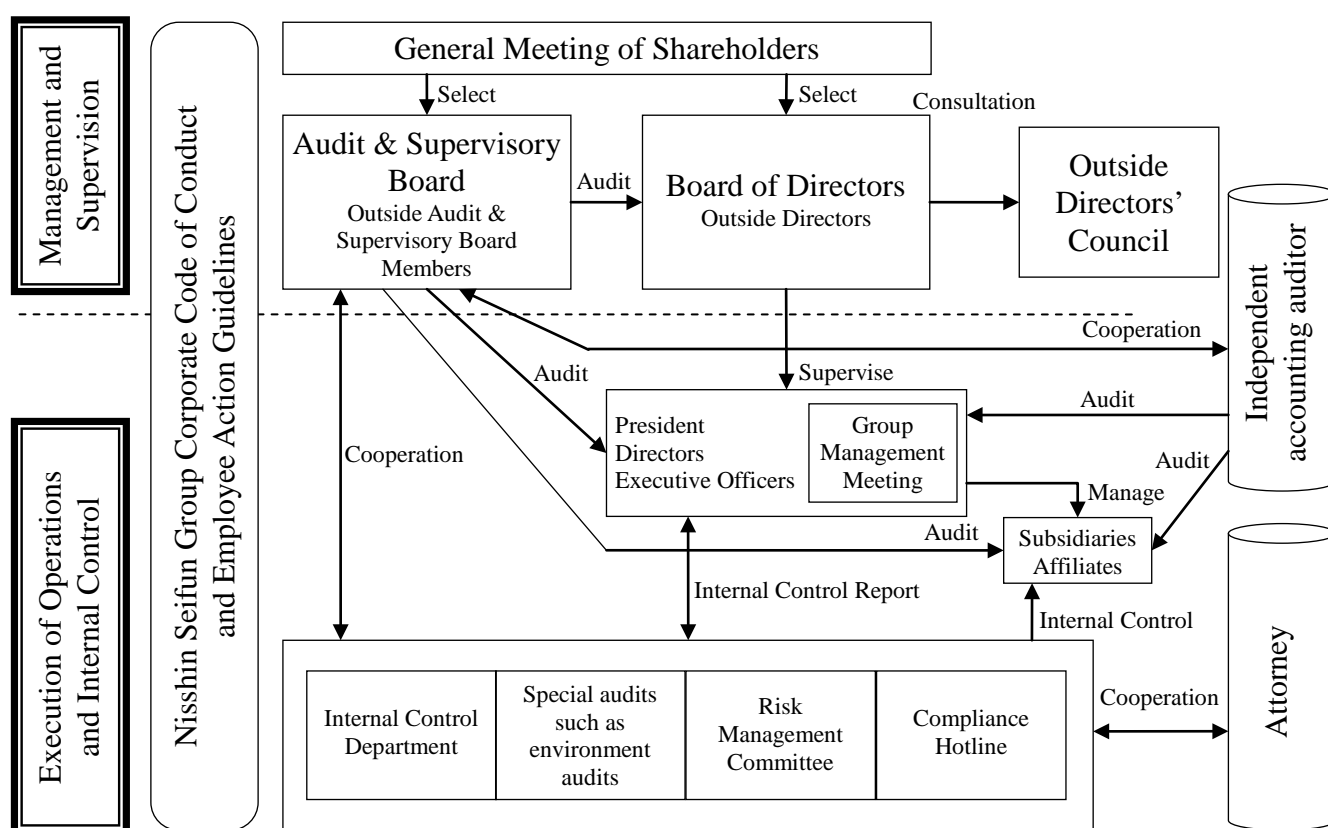 Management and
Supervision
Execution of Operations
and Internal Control
Nisshin Seifun Group Corporate Code of Conduct
and Employee Action Guidelines
General Meeting of Shareholders
Select
Select
Consultation
Audit & Supervisory
Board
Outside Audit &
Supervisory Board
Members
Audit
Board of Directors
Outside Directors
Outside
Directors’
Council
Independent
accounting auditor
Cooperation
Audit
Supervise
Audit
President
Directors
Executive Officers
Group
Management
Meeting
Cooperation
Audit
Manage
Audit
Subsidiaries
Affiliates
Internal Control Report
Internal Control
Internal Control
Department
Special audits
such as
environment
audits
Risk
Management
Committee
Compliance
Hotline
Cooperation
Attorney